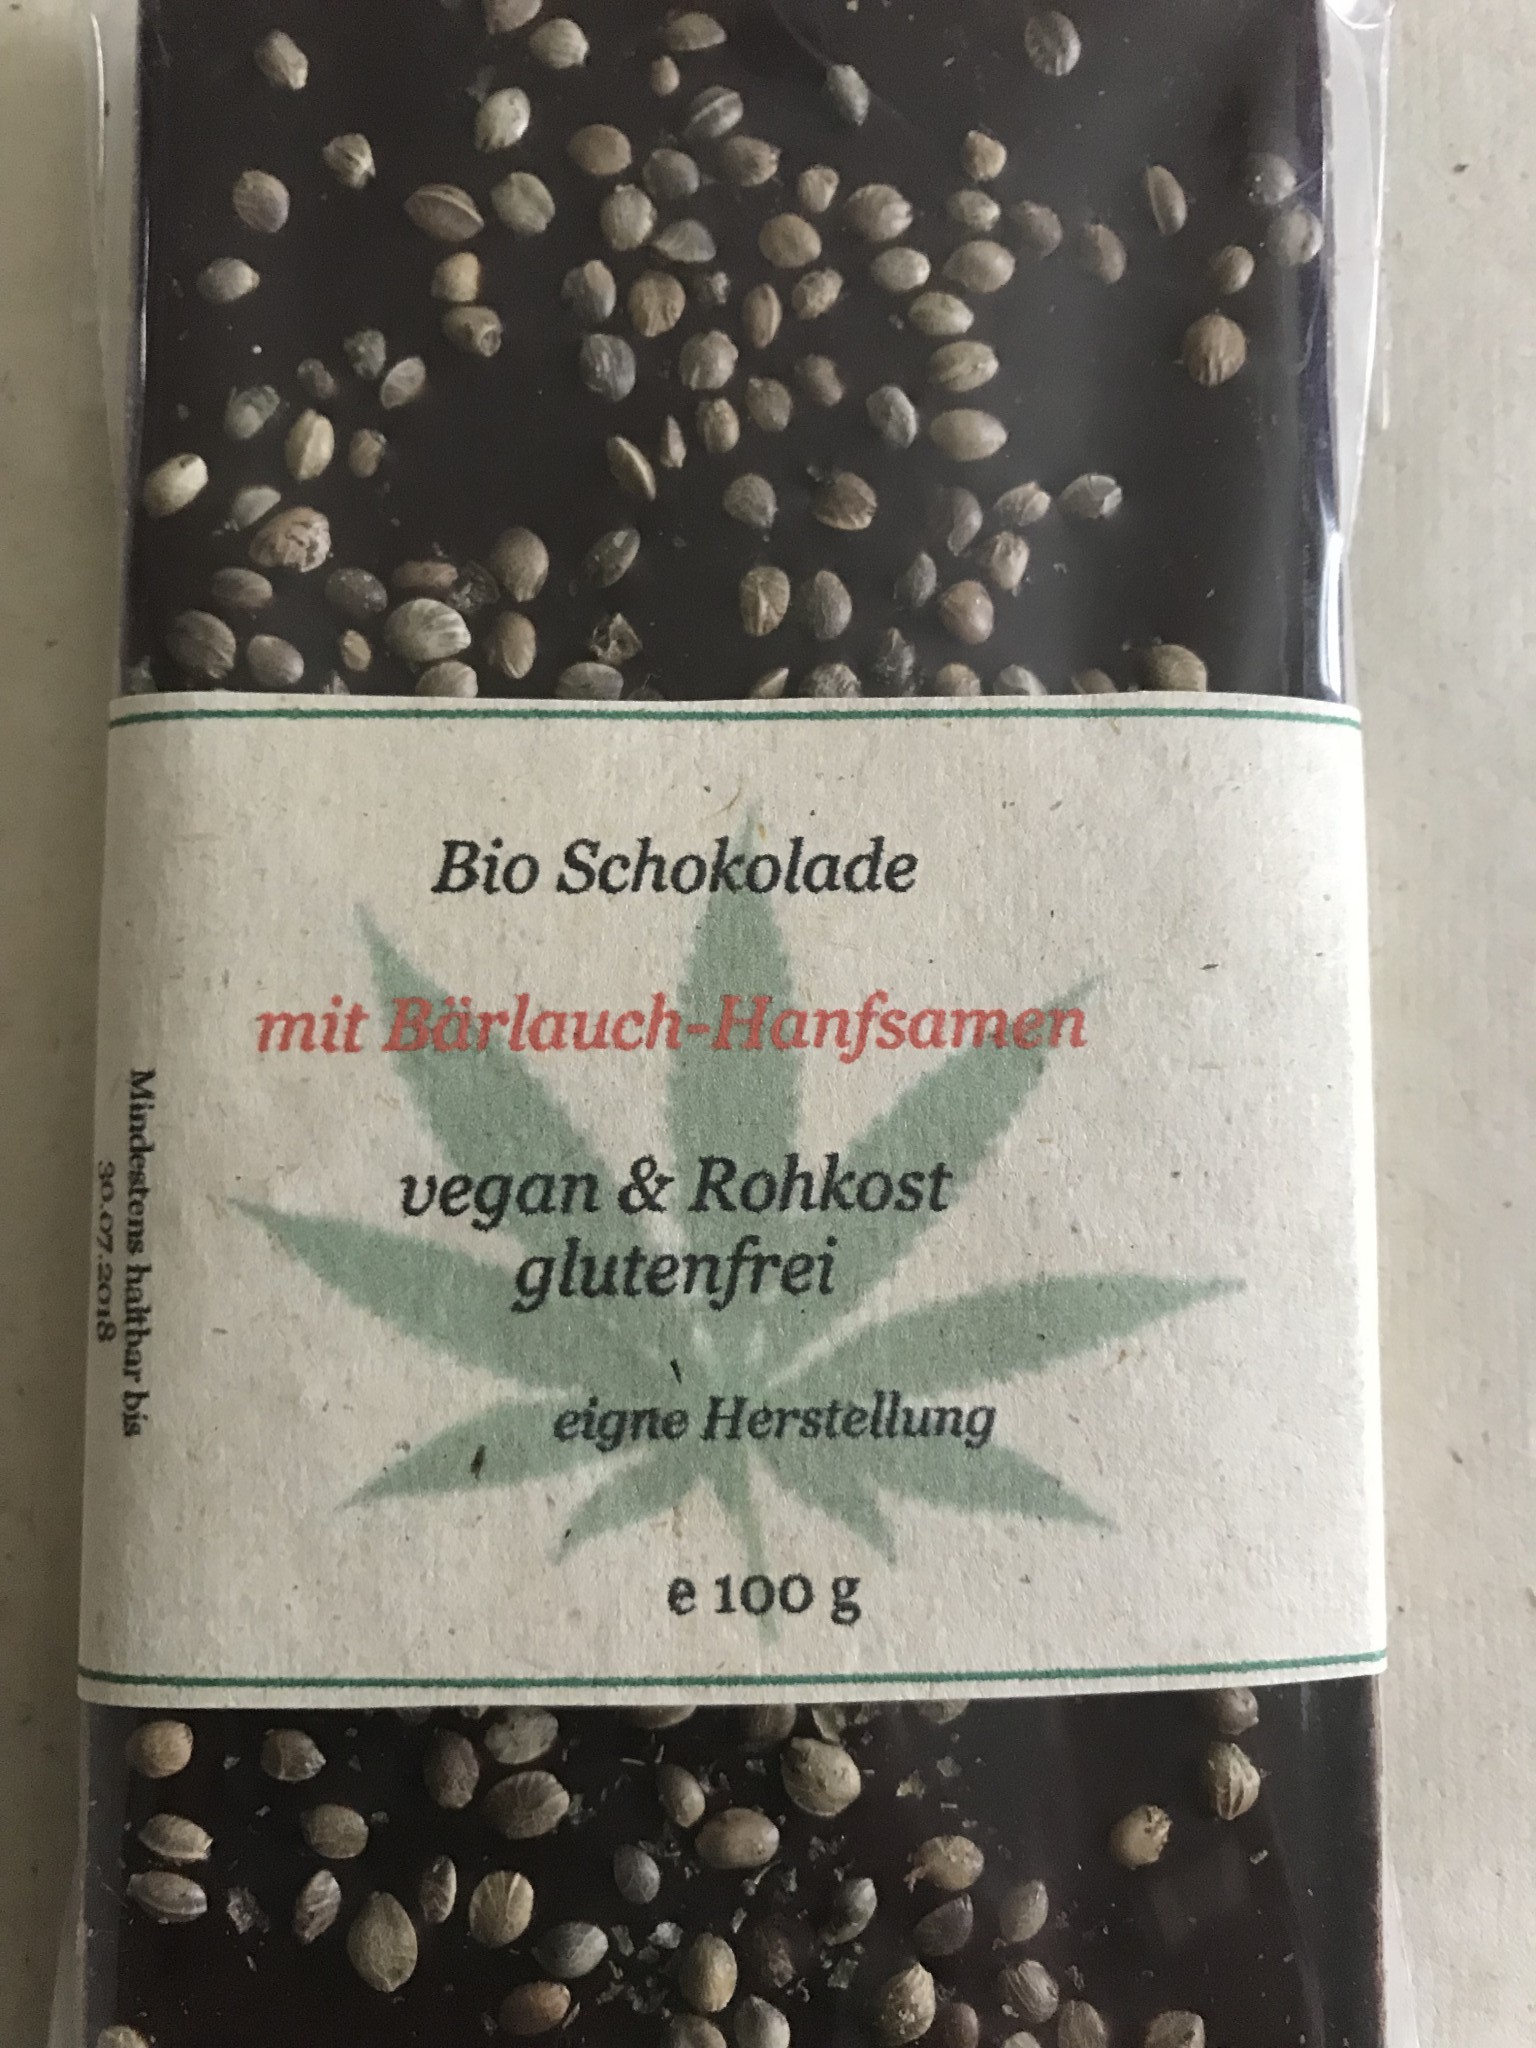 Bio Schokolade
mit Bärlauch-Hanfsamen
vegan & Rohkost
glutenfrei
eigne Herstellung
e 100 g
Mindestens haltbar bis
30.07.2018